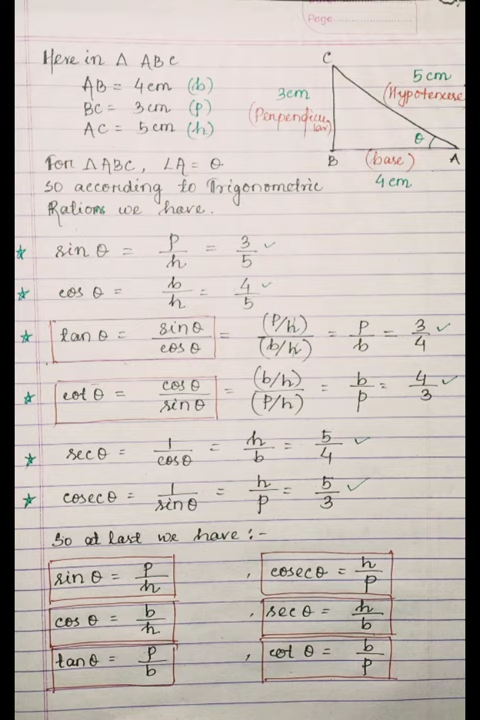 Page
Here in Δ ABC
AB = 4cm (b)
BC = 3cm (p)
AC = 5cm (h)
C
3cm
(Perpendicular)
5cm
(Hypotenuse
θ
B
(base)
A
4cm
For ΔABC, ∠A = θ
So according to Trigonometric
Rations we have.
☆ sin θ = p/h = 3/5 ✓
☆ cos θ = b/h = 4/5 ✓
☆ tan θ = sin θ/cos θ = (P/h)/(b/h) = p/b = 3/4 ✓
☆ cot θ = cos θ/sin θ = (b/h)/(P/h) = b/p = 4/3 ✓
☆ sec θ = 1/cos θ = h/b = 5/4 ✓
☆ cosec θ = 1/sin θ = h/p = 5/3 ✓
So at last we have :-
sin θ = p/h , cosec θ = h/p
cos θ = b/h , sec θ = h/b
tan θ = p/b , cot θ = b/p